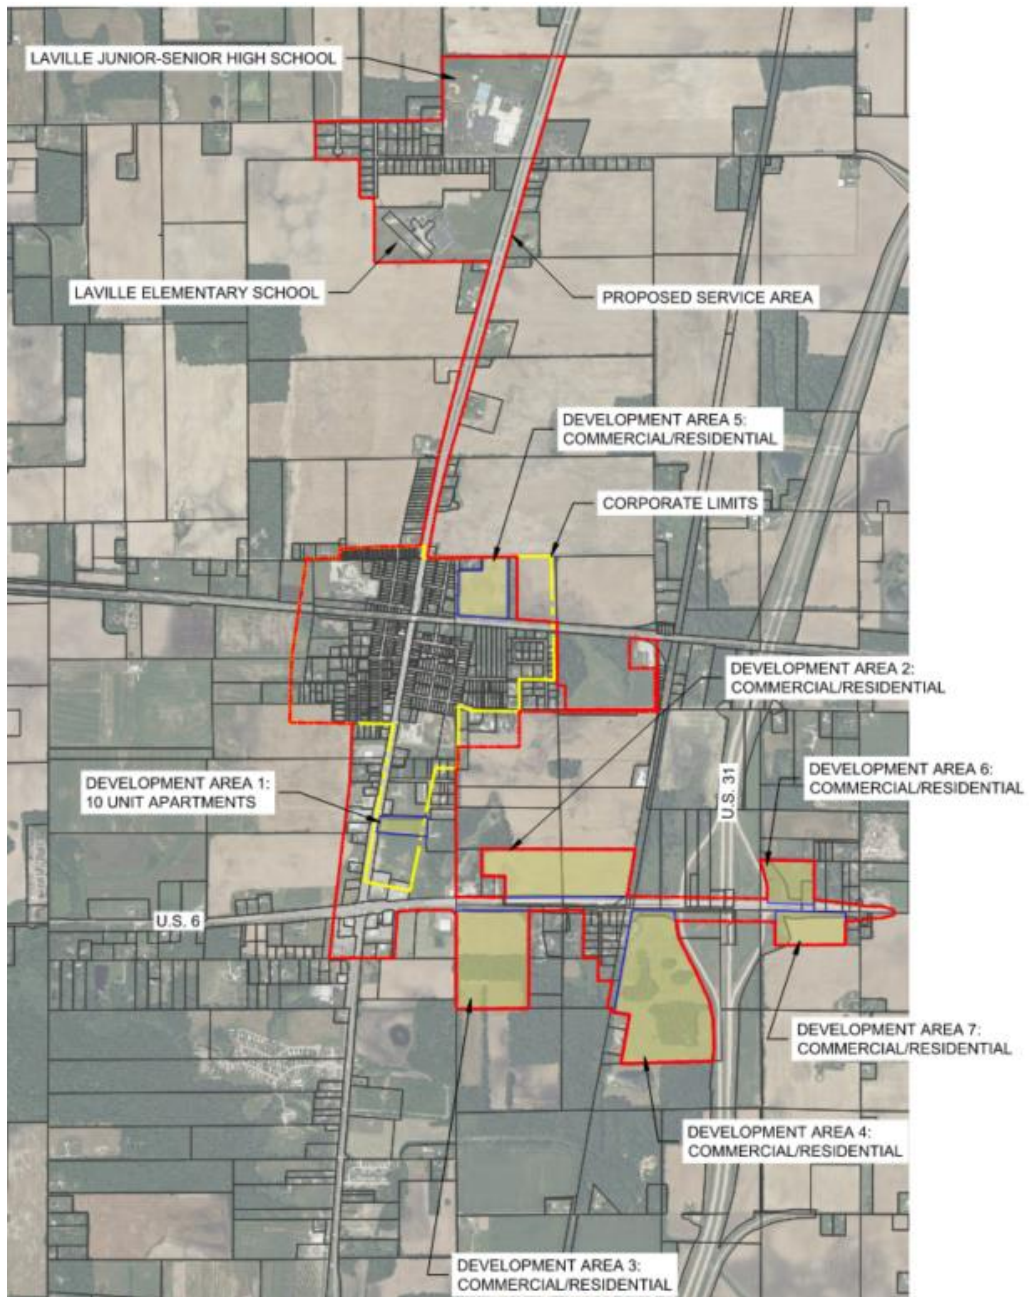 LAVILLE JUNIOR-SENIOR HIGH SCHOOL
LAVILLE ELEMENTARY SCHOOL
PROPOSED SERVICE AREA
DEVELOPMENT AREA 5:
COMMERCIAL/RESIDENTIAL
CORPORATE LIMITS
DEVELOPMENT AREA 2:
COMMERCIAL/RESIDENTIAL
DEVELOPMENT AREA 1:
10 UNIT APARTMENTS
U.S. 31
DEVELOPMENT AREA 6:
COMMERCIAL/RESIDENTIAL
U.S. 6
DEVELOPMENT AREA 7:
COMMERCIAL/RESIDENTIAL
DEVELOPMENT AREA 4:
COMMERCIAL/RESIDENTIAL
DEVELOPMENT AREA 3:
COMMERCIAL/RESIDENTIAL